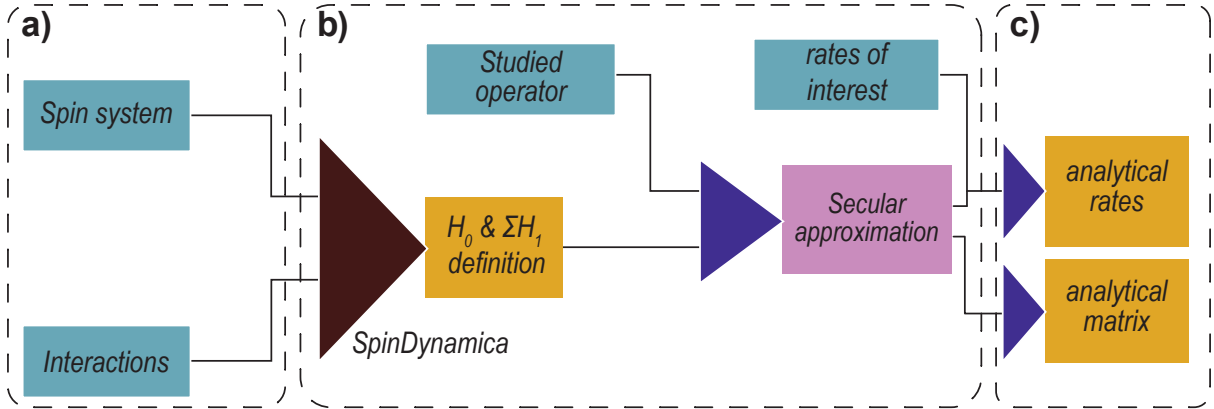 a)
Spin system
Interactions
b)
Studied
operator
rates of
interest
H₀ & ΣH₁
definition
SpinDynamica
Secular
approximation
c)
analytical
rates
analytical
matrix